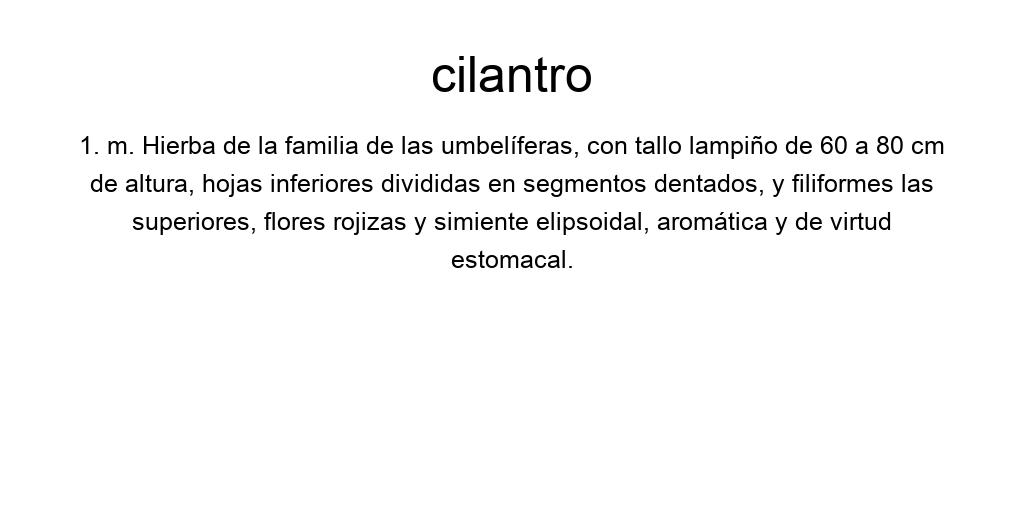 cilantro
1. m. Hierba de la familia de las umbelíferas, con tallo lampiño de 60 a 80 cm
de altura, hojas inferiores divididas en segmentos dentados, y filiformes las
superiores, flores rojizas y simiente elipsoidal, aromática y de virtud
estomacal.